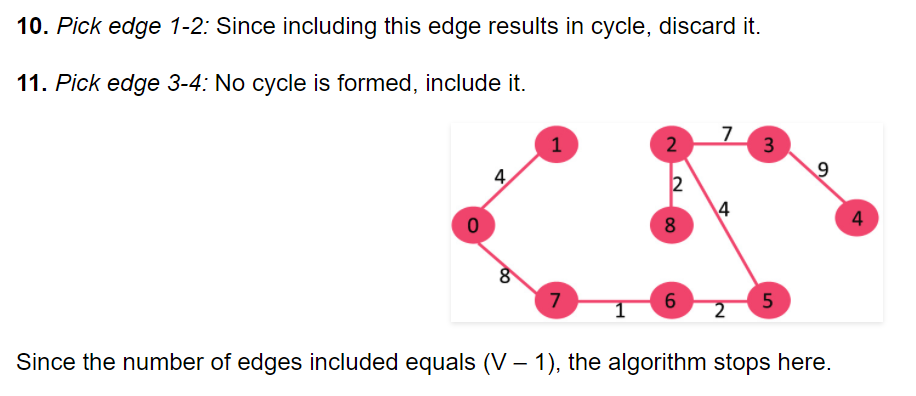 10. Pick edge 1-2: Since including this edge results in cycle, discard it.
11. Pick edge 3-4: No cycle is formed, include it.
1 2 7 3
4 2 9
0 8 4 4
8
7 1 6 2 5
Since the number of edges included equals (V – 1), the algorithm stops here.